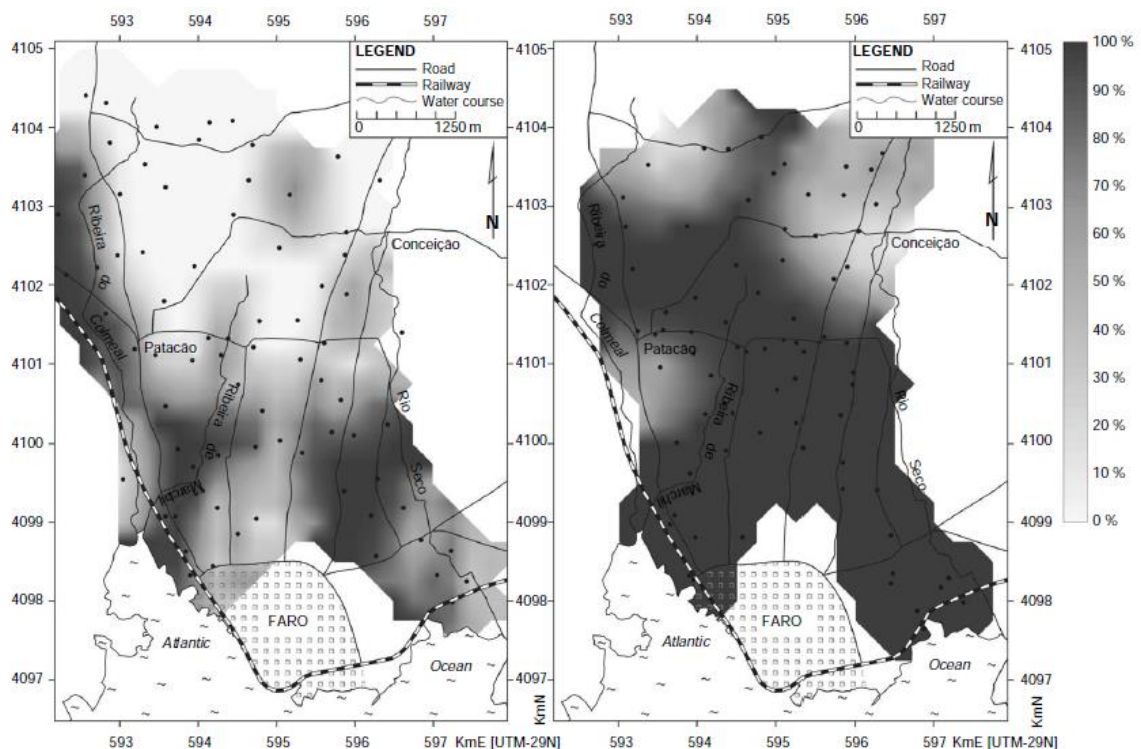 593 594 595 596 597
593 594 595 596 597
4105
LEGEND
Road
Railway
Water course
0 1250 m
4104
4103
N
Ribeira do Colmeal
Conceição
4102
Patacão
4101
Ribeira de Marchil
Rio Seco
4100
4099
4098
FARO
Atlantic
Ocean
4097
KmN
593 594 595 596 597 KmE [UTM-29N]
4105
LEGEND
Road
Railway
Water course
0 1250 m
4104
4103
N
Ribeira do Colmeal
Conceição
4102
Patacão
4101
Ribeira de Marchil
Rio Seco
4100
4099
4098
FARO
Atlantic
Ocean
4097
KmN
593 594 595 596 597 KmE [UTM-29N]
4105
4104
4103
4102
4101
4100
4099
4098
4097
100 %
90 %
80 %
70 %
60 %
50 %
40 %
30 %
20 %
10 %
0 %